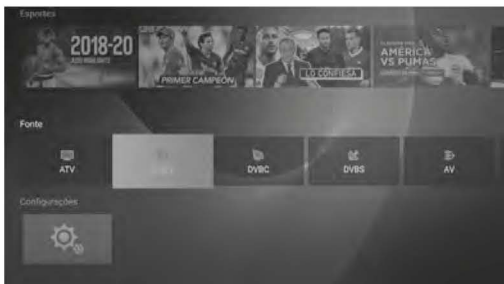 Esportes
2018-20
PRIMER CAMPEÓN
LO CONFIESA
AMÉRICA
VS PUMAS
Fonte
ATV
DVBC
DVBS
AV
Configurações